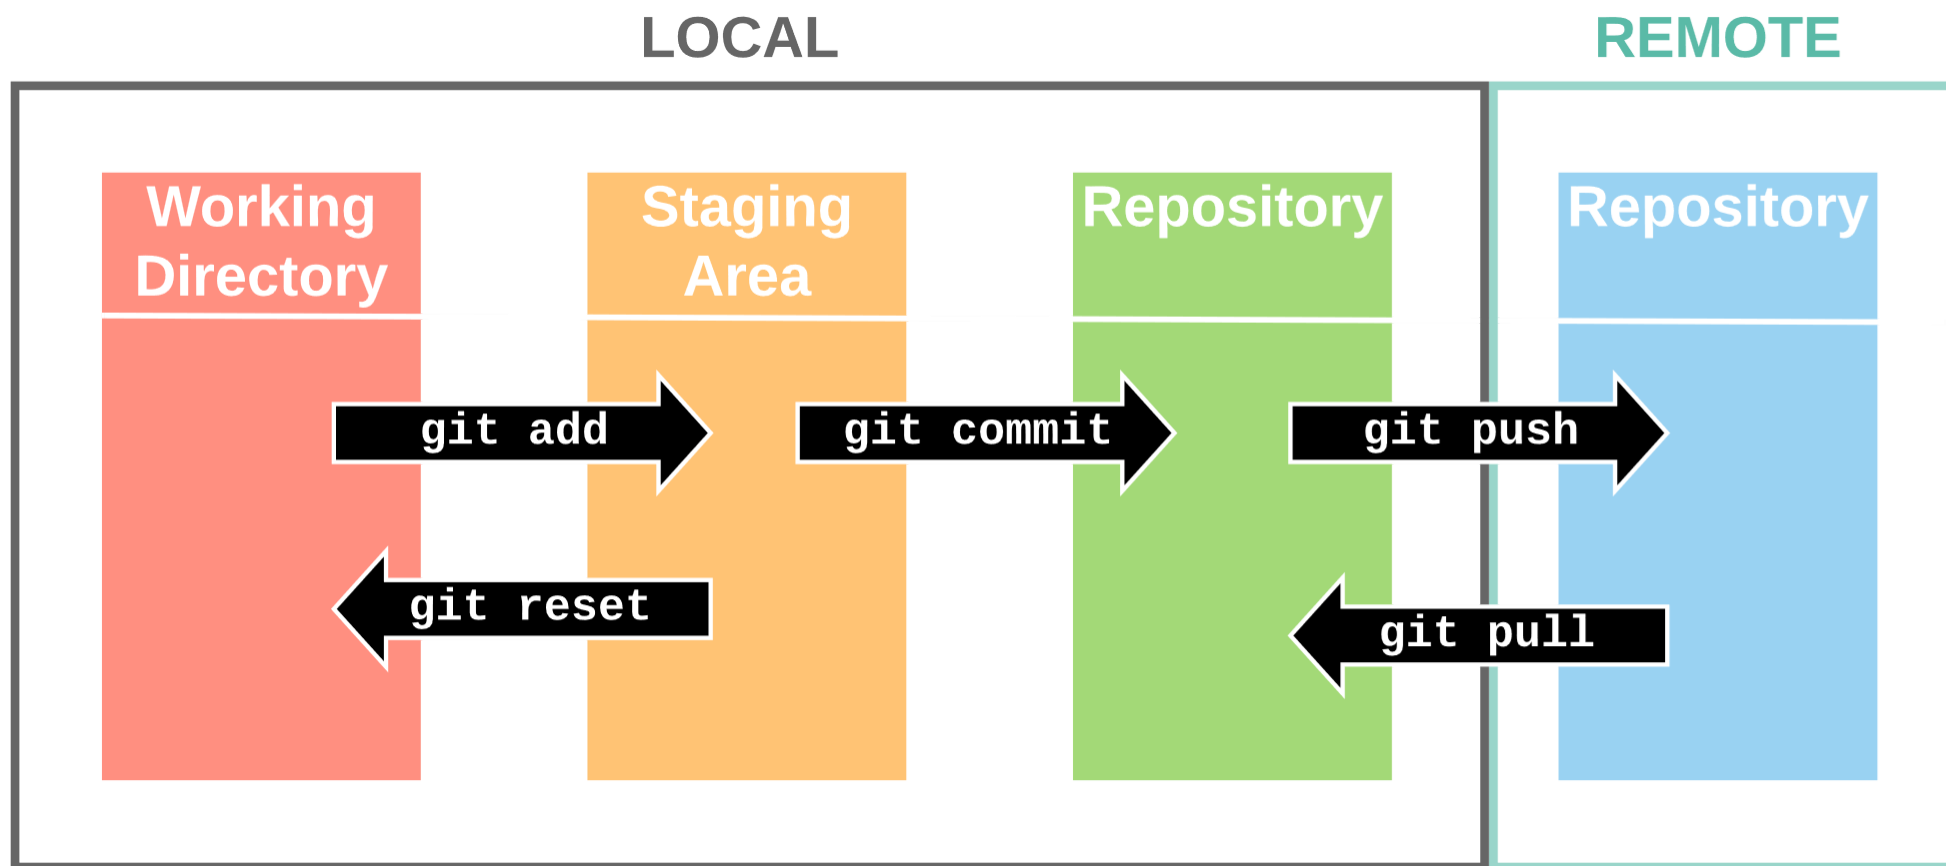 LOCAL
REMOTE
Working
Directory
Staging
Area
Repository
Repository
git add
git commit
git push
git reset
git pull